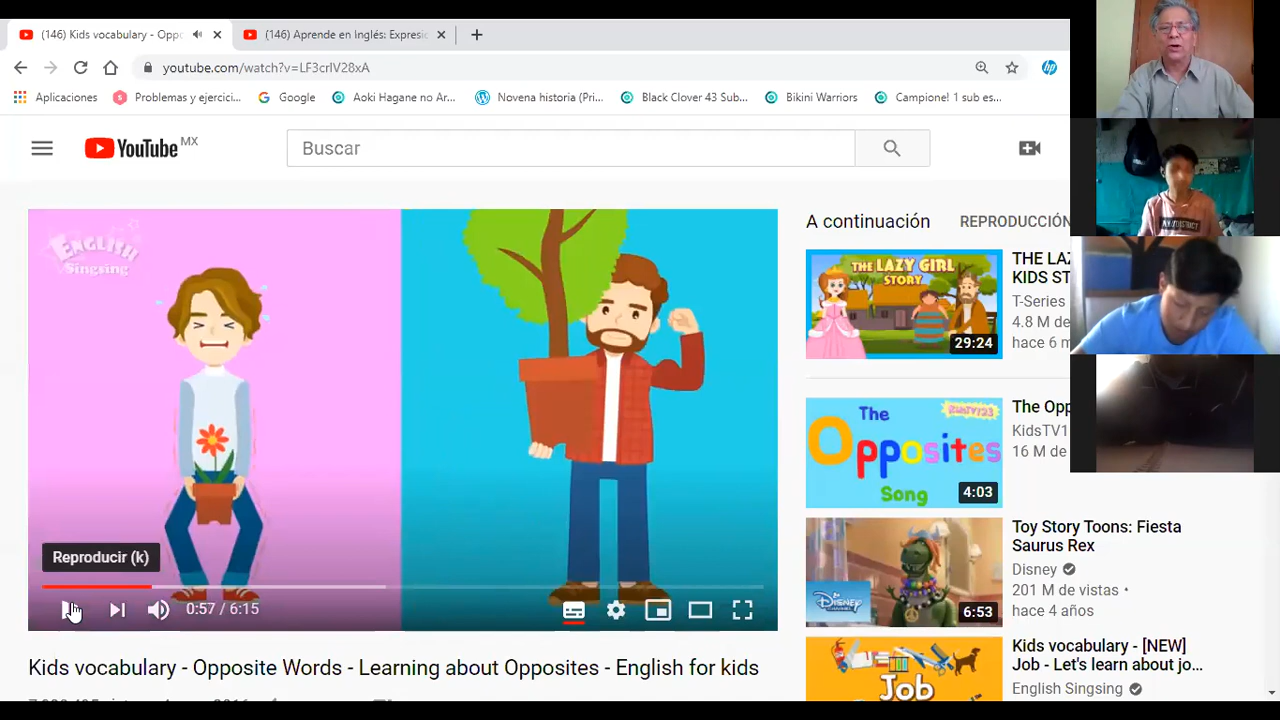 (146) Kids vocabulary - Oppo
(146) Aprende en Inglés: Expresic
youtube.com/watch?v=LF3crlV28xA
Aplicaciones
Problemas y ejercici...
Google
Aoki Hagane no Ar...
Novena historia (Pri...
Black Clover 43 Sub...
Bikini Warriors
Campione! 1 sub es...
YouTube MX
Buscar
ENGLISH
Singsing
Reproducir (k)
0:57 / 6:15
Kids vocabulary - Opposite Words - Learning about Opposites - English for kids
A continuación
REPRODUCCIÓN
THE LAZY GIRL
STORY
29:24
THE LAZ
KIDS ST
T-Series
4.8 M de
hace 6 m
The
Opposites
Song
KidsTV123
4:03
The Opp
KidsTV1
16 M de
Disney
6:53
Toy Story Toons: Fiesta
Saurus Rex
Disney
201 M de vistas •
hace 4 años
Job
Kids vocabulary - [NEW]
Job - Let's learn about jo...
English Singsing